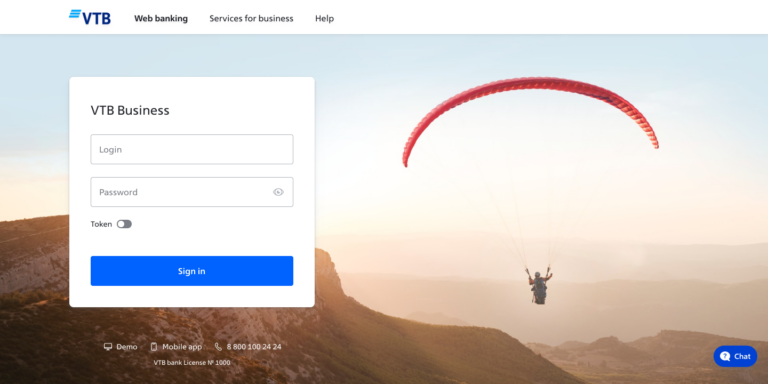 VTB Web banking Services for business Help
VTB Business
Login
Password
Token
Sign in
Demo Mobile app 8 800 100 24 24
VTB bank License № 1000
Chat